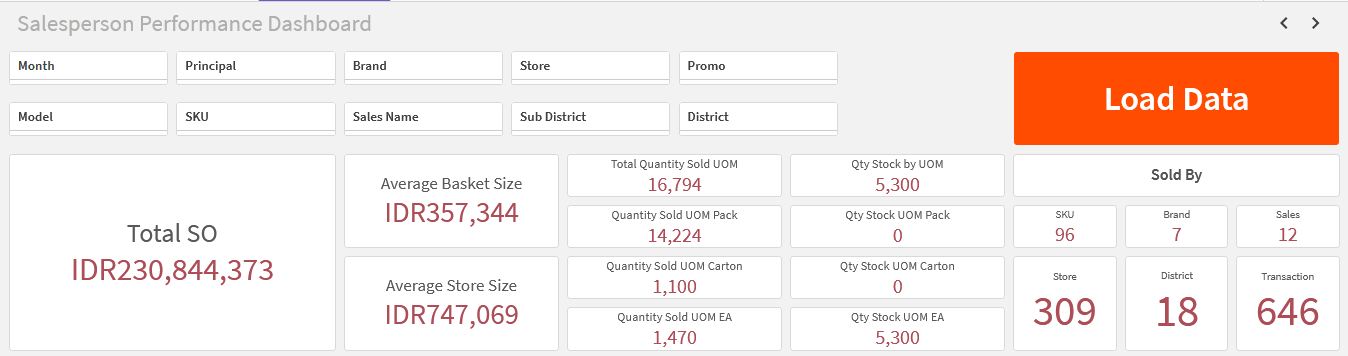 Salesperson Performance Dashboard
Month
Principal
Brand
Store
Promo
Load Data
Model
SKU
Sales Name
Sub District
District
Total SO
IDR230,844,373
Average Basket Size
IDR357,344
Average Store Size
IDR747,069
Total Quantity Sold UOM
16,794
Quantity Sold UOM Pack
14,224
Quantity Sold UOM Carton
1,100
Quantity Sold UOM EA
1,470
Qty Stock by UOM
5,300
Qty Stock UOM Pack
0
Qty Stock UOM Carton
0
Qty Stock UOM EA
5,300
Sold By
SKU
96
Brand
7
Sales
12
Store
309
District
18
Transaction
646